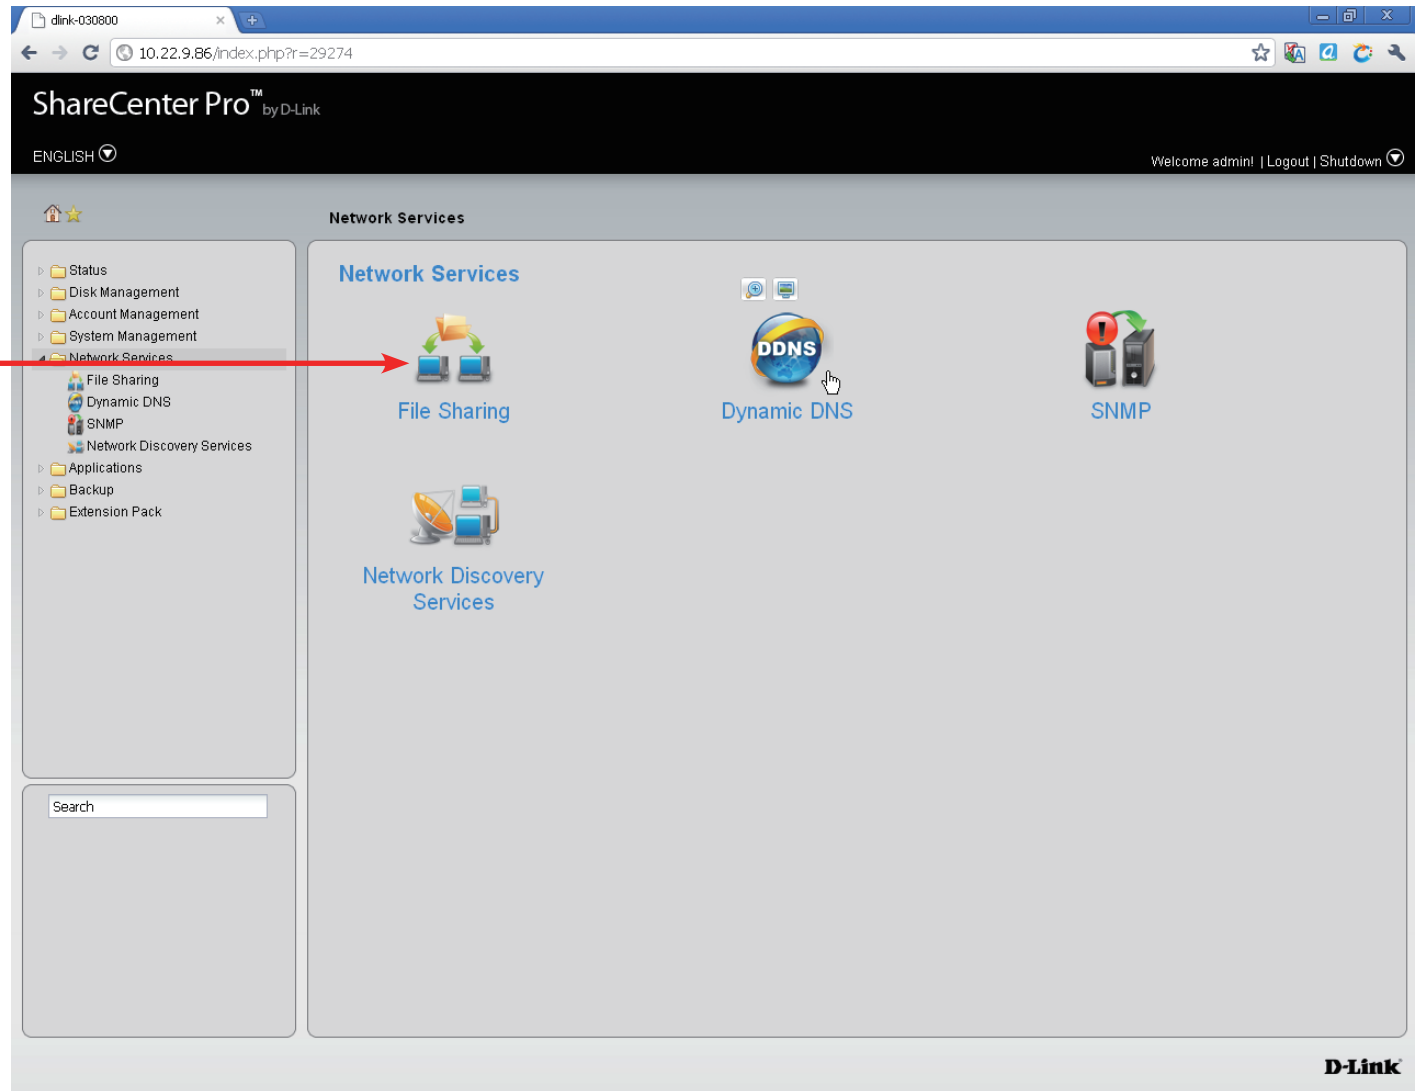 dlink-030800
10.22.9.86/index.php?r=29274
ShareCenter Pro™ by D-Link
ENGLISH
Welcome admin! | Logout | Shutdown
Network Services
Status
Disk Management
Account Management
System Management
Network Services
File Sharing
Dynamic DNS
SNMP
Network Discovery Services
Applications
Backup
Extension Pack
Search
Network Services
DDNS
File Sharing
Dynamic DNS
SNMP
Network Discovery
Services
D-Link